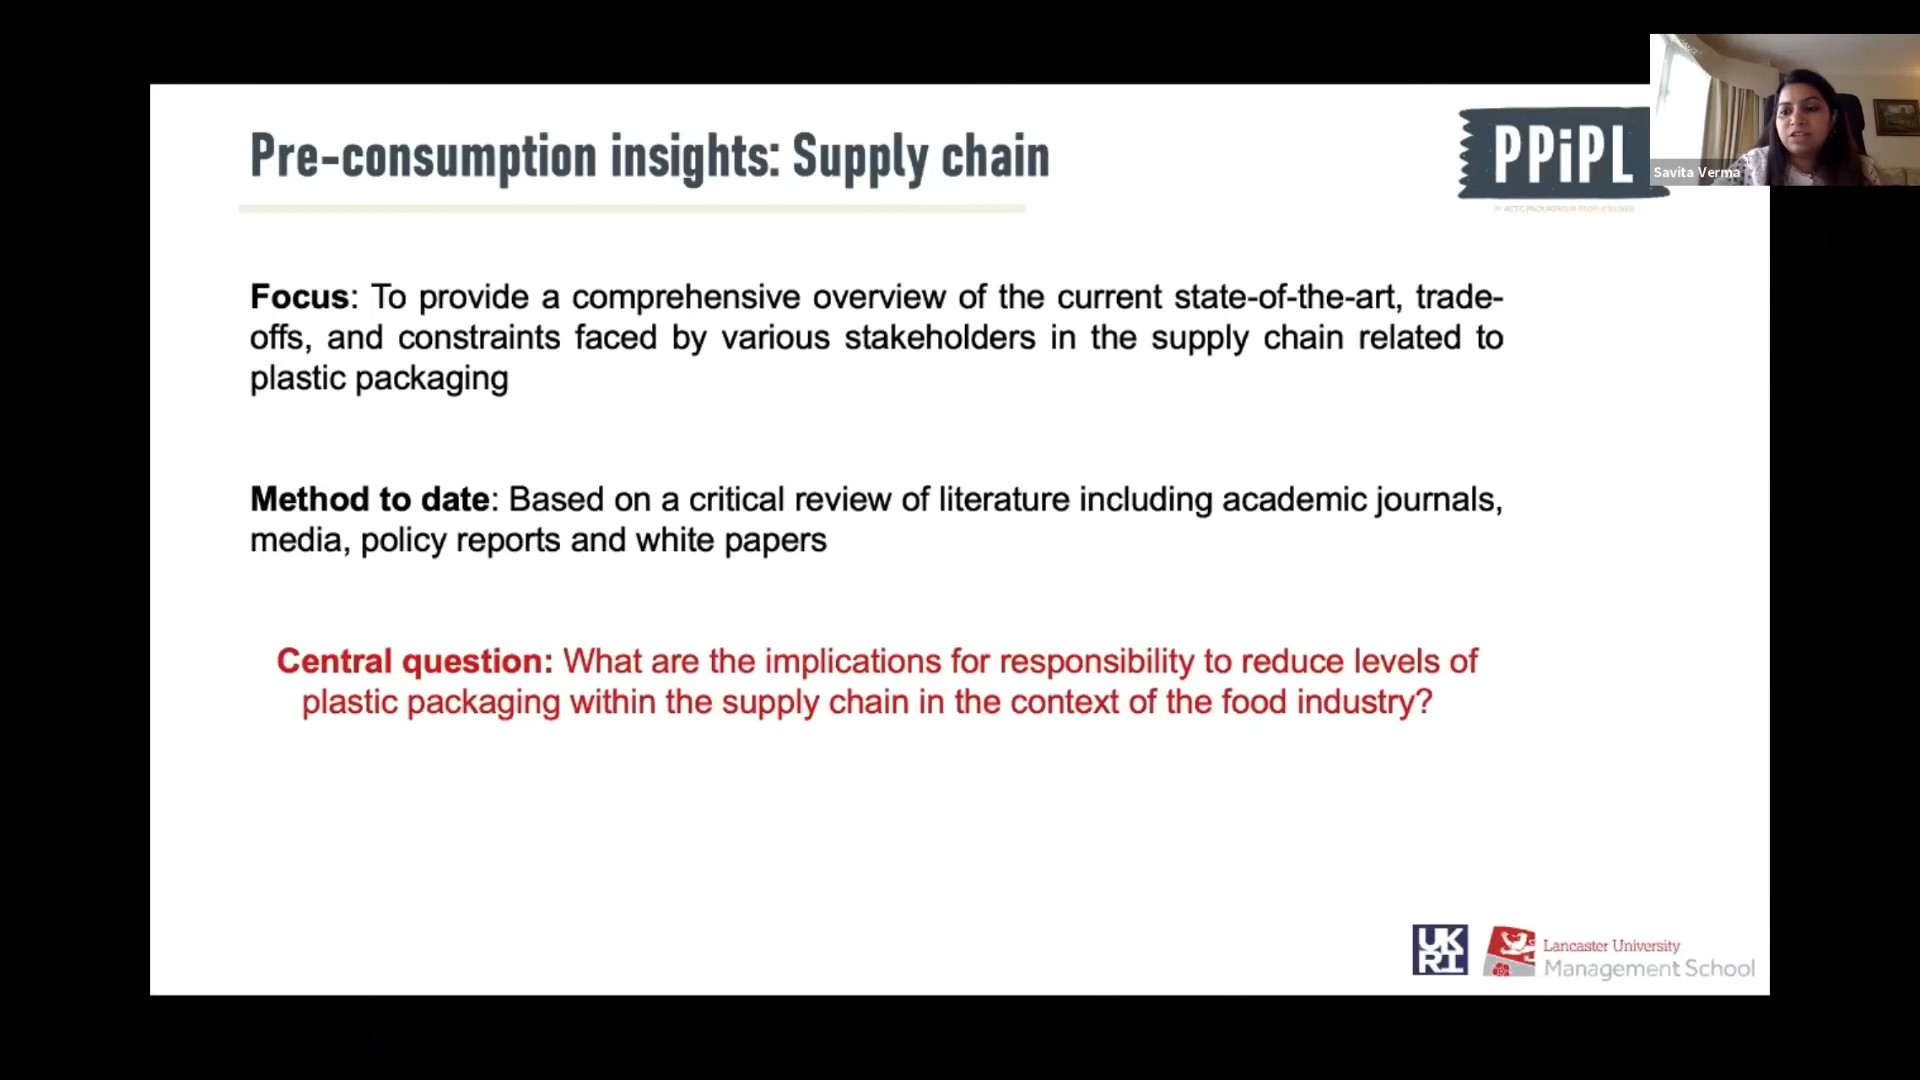 Pre-consumption insights: Supply chain
PPiPL
Savita Verma
Focus: To provide a comprehensive overview of the current state-of-the-art, trade-
offs, and constraints faced by various stakeholders in the supply chain related to
plastic packaging
Method to date: Based on a critical review of literature including academic journals,
media, policy reports and white papers
Central question: What are the implications for responsibility to reduce levels of
plastic packaging within the supply chain in the context of the food industry?
UK
RI
Lancaster University
Management School